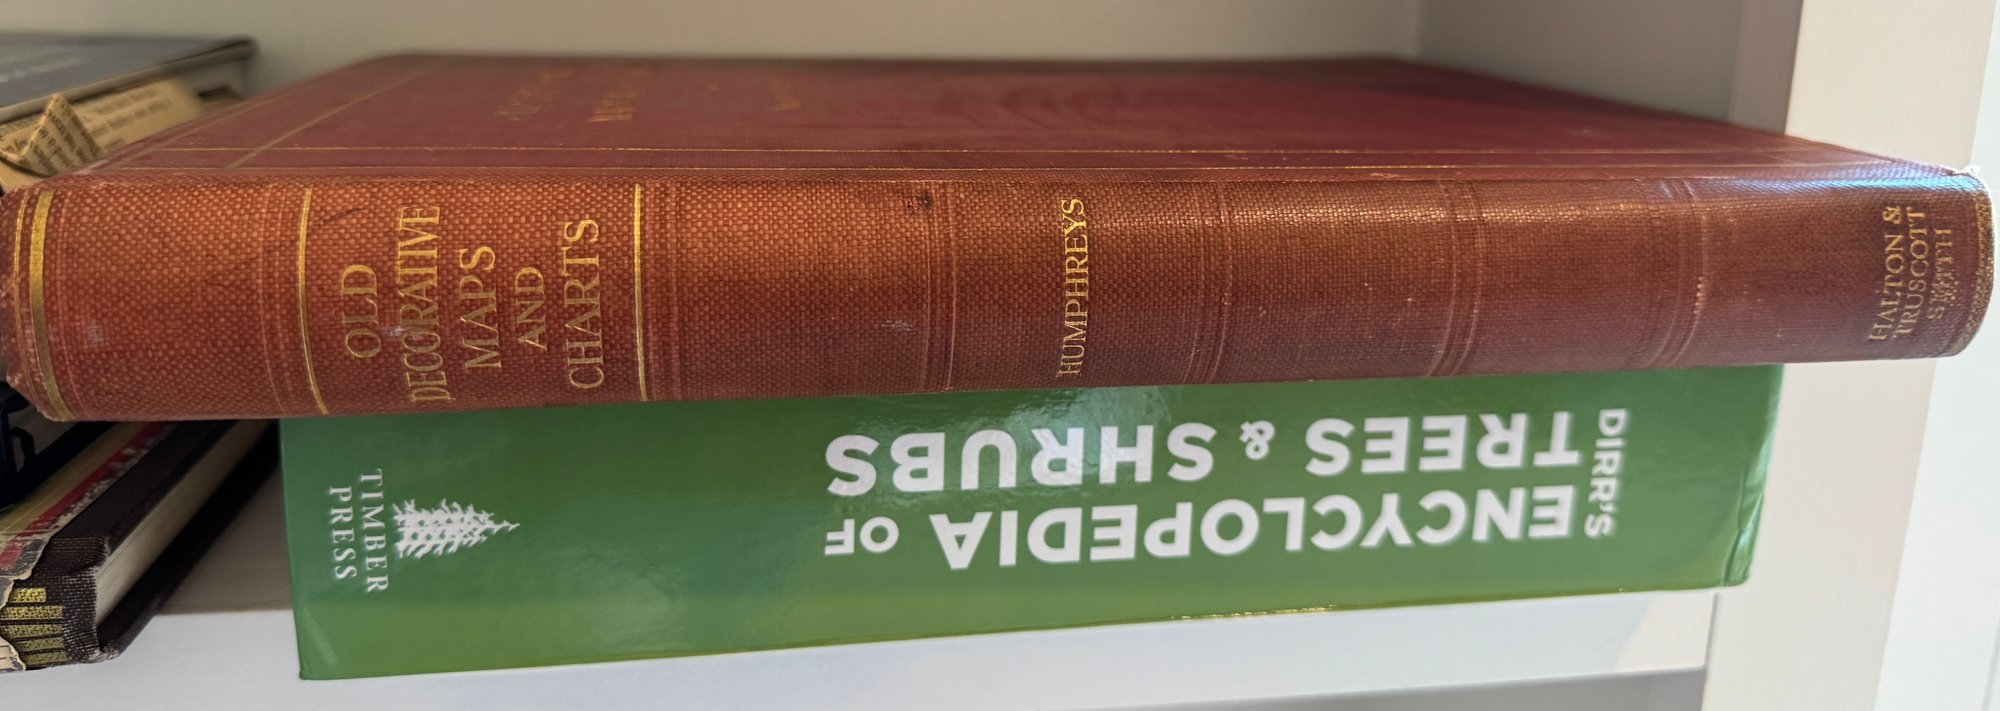 OLD
DECORATIVE
MAPS
AND
CHARTS
HUMPHREYS
HALTON &
TRUSCOTT
SMITH
DIRR'S
ENCYCLOPEDIA OF
TREES & SHRUBS
TIMBER
PRESS